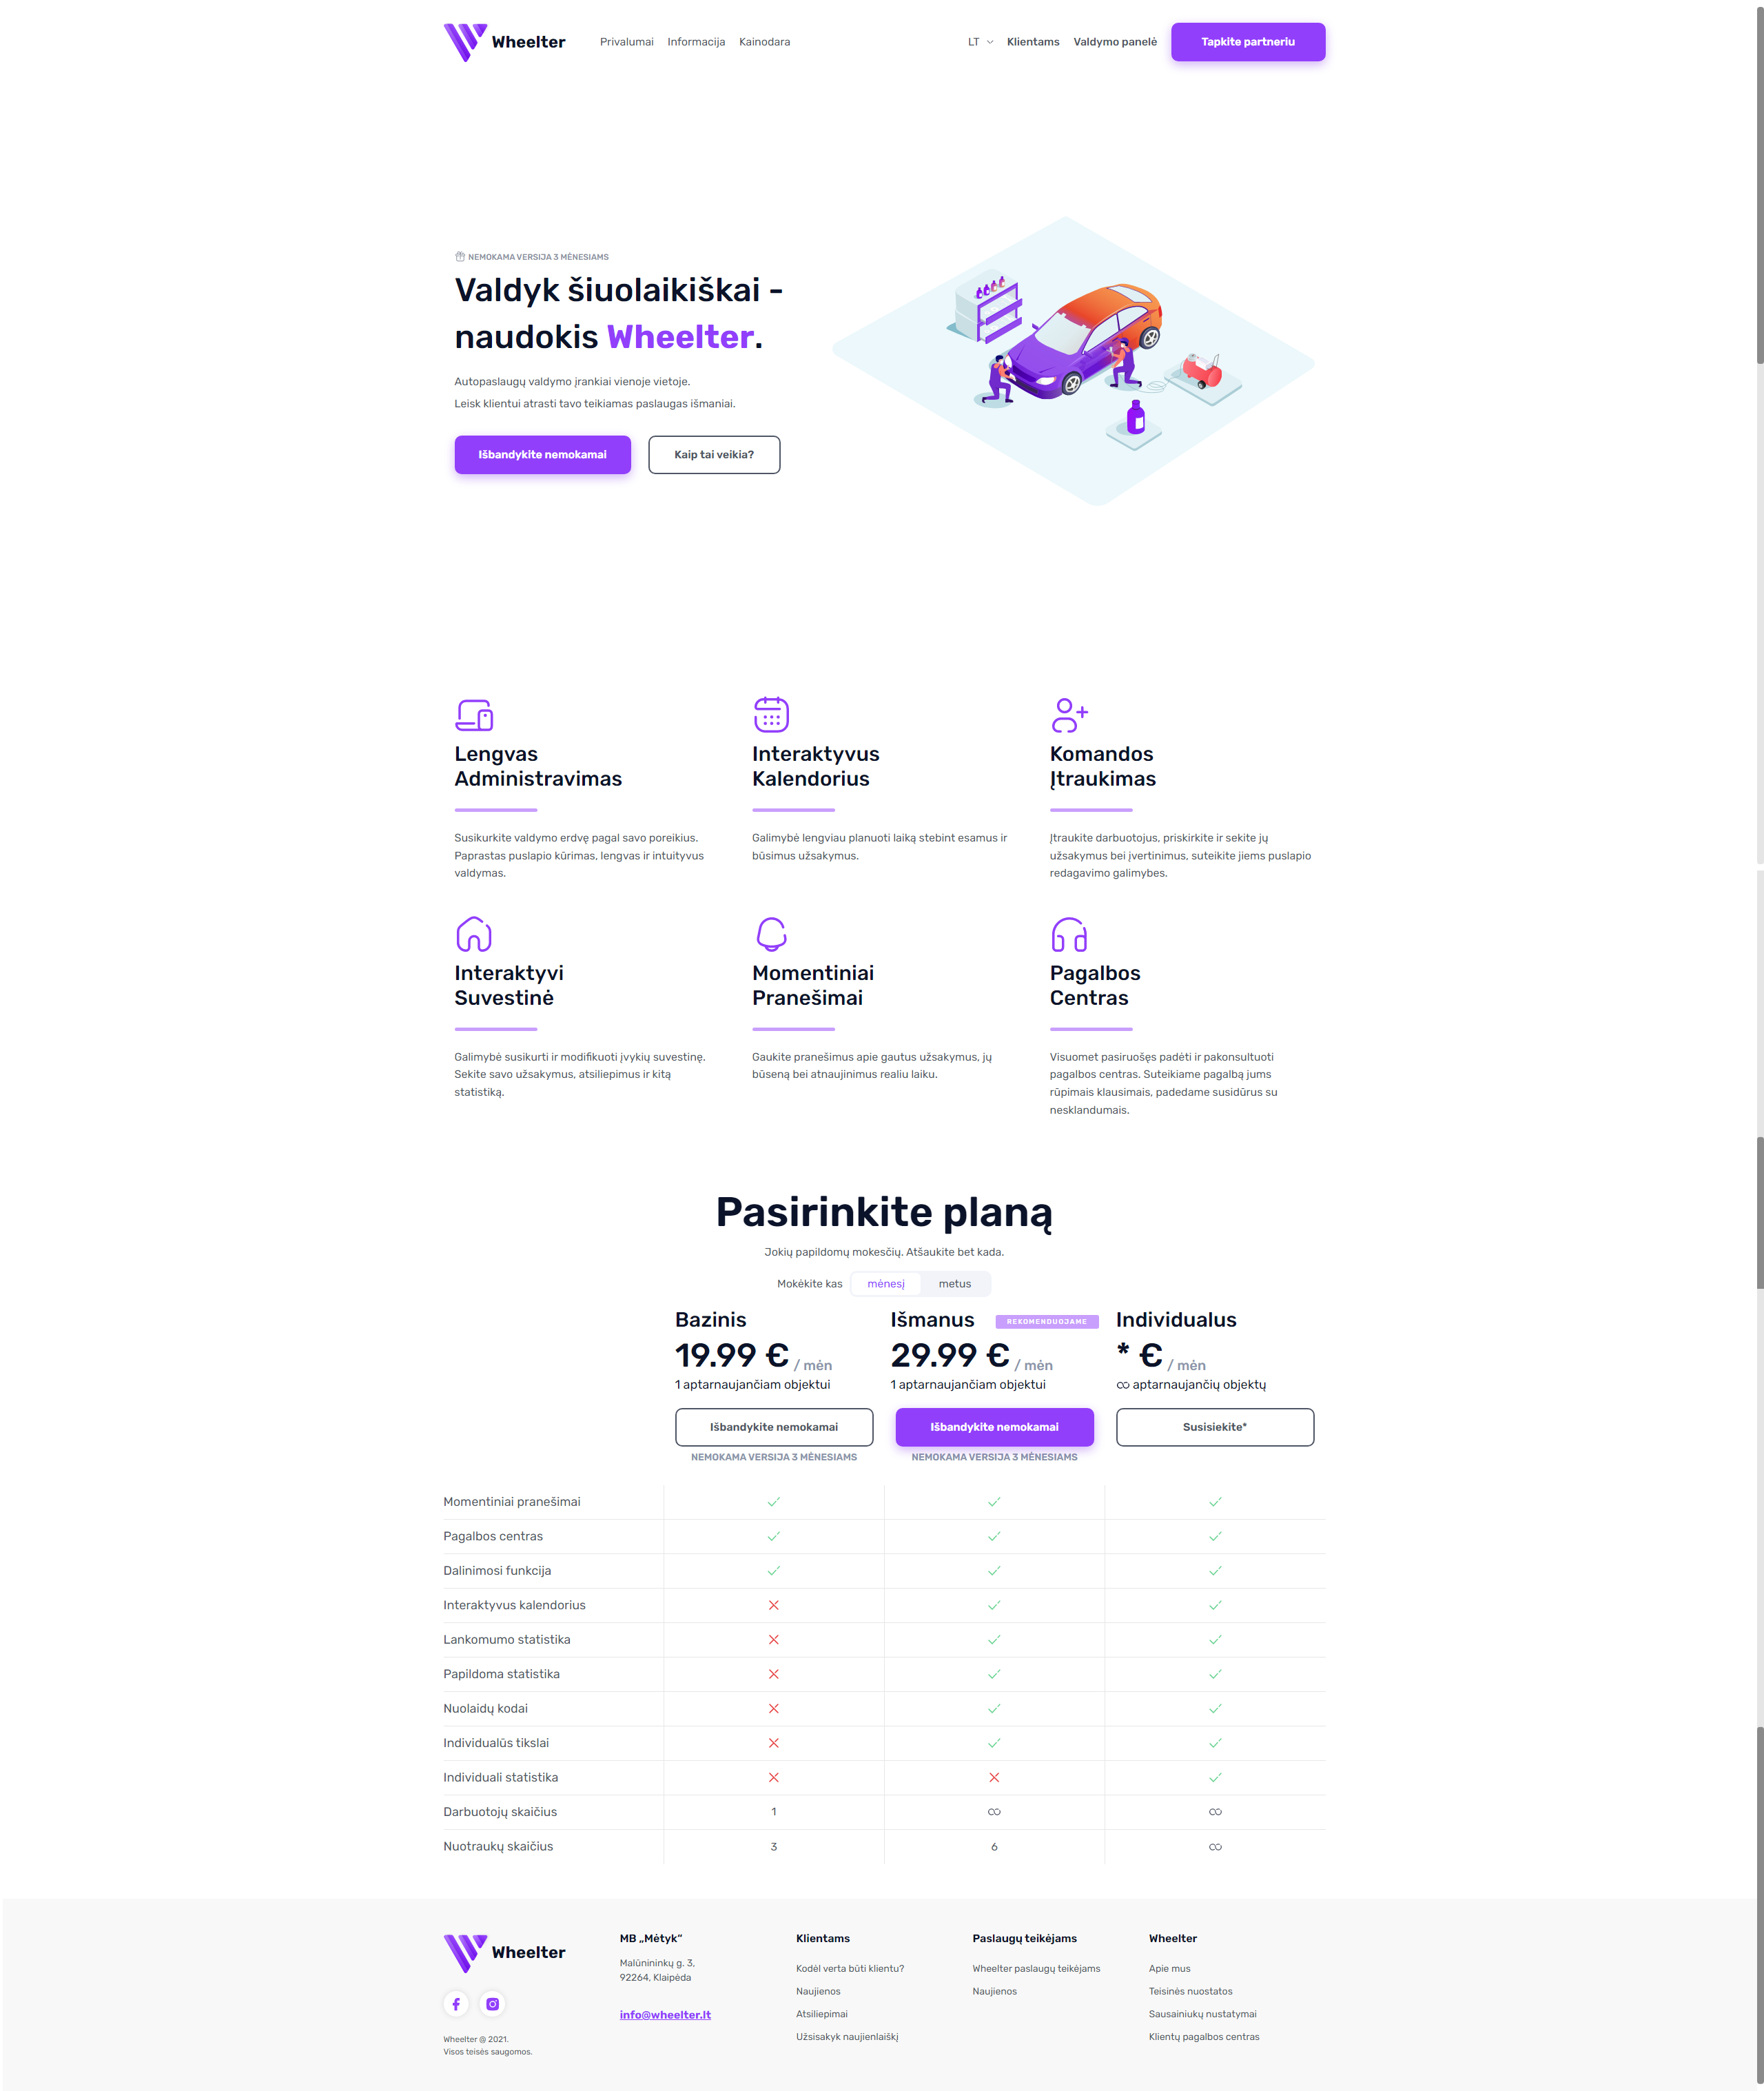 Wheelter
Privalumai
Informacija
Kainodara
LT
Klientams
Valdymo panelė
Tapkite partneriu
NEMOKAMA VERSIJA 3 MĖNESIAMS
Valdyk šiuolaikiškai -
naudokis Wheelter.
Autopaslaugų valdymo įrankiai vienoje vietoje.
Leisk klientui atrasti tavo teikiamas paslaugas išmaniai.
Išbandykite nemokamai
Kaip tai veikia?
Lengvas
Administravimas
Susikurkite valdymo erdvę pagal savo poreikius.
Paprastas puslapio kūrimas, lengvas ir intuityvus
valdymas.
Interaktyvus
Kalendorius
Galimybė lengviau planuoti laiką stebint esamus ir
būsimus užsakymus.
Komandos
Įtraukimas
Įtraukite darbuotojus, priskirkite ir sekite jų
užsakymus bei įvertinimus, suteikite jiems puslapio
redagavimo galimybes.
Interaktyvi
Suvestinė
Galimybė susikurti ir modifikuoti įvykių suvestinę.
Sekite savo užsakymus, atsiliepimus ir kitą
statistiką.
Momentiniai
Pranešimai
Gaukite pranešimus apie gautus užsakymus, jų
būseną bei atnaujinimus realiu laiku.
Pagalbos
Centras
Visuomet pasiruošęs padėti ir pakonsultuoti
pagalbos centras. Suteikiame pagalbą jums
rūpimais klausimais, padedame susidūrus su
nesklandumais.
Pasirinkite planą
Jokių papildomų mokesčių. Atšaukite bet kada.
Mokėkite kas mėnesį metus
Bazinis
19.99 € / mėn
1 aptarnaujančiam objektui
Išbandykite nemokamai
NEMOKAMA VERSIJA 3 MĖNESIAMS
Išmanus
REKOMENDUOJAME
29.99 € / mėn
1 aptarnaujančiam objektui
Išbandykite nemokamai
NEMOKAMA VERSIJA 3 MĖNESIAMS
Individualus
* € / mėn
∞ aptarnaujančių objektų
Susisiekite*
Momentiniai pranešimai
Pagalbos centras
Dalinimosi funkcija
Interaktyvus kalendorius
Lankomumo statistika
Papildoma statistika
Nuolaidų kodai
Individualūs tikslai
Individuali statistika
Darbuotojų skaičius 1 ∞ ∞
Nuotraukų skaičius 3 6 ∞
Wheelter
Wheelter @ 2021.
Visos teisės saugomos.
MB „Mėtyk“
Malūnininkų g. 3,
92264, Klaipėda
info@wheelter.lt
Klientams
Kodėl verta būti klientu?
Naujienos
Atsiliepimai
Užsisakyk naujienlaiškį
Paslaugų teikėjams
Wheelter paslaugų teikėjams
Naujienos
Wheelter
Apie mus
Teisinės nuostatos
Sausainiukų nustatymai
Klientų pagalbos centras